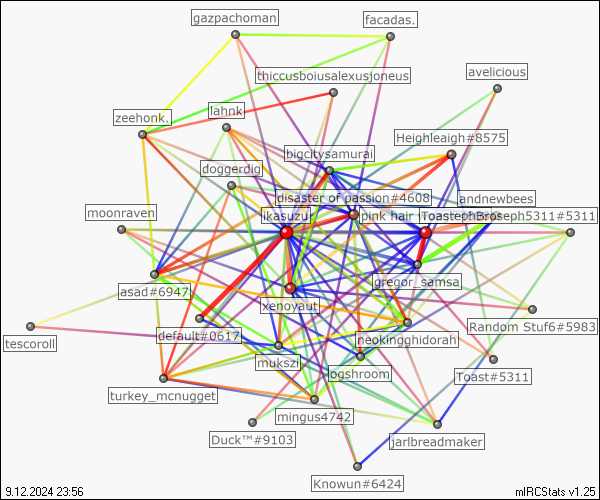 gazpachoman
facadas.
thiccusboiusalexusjoneus
avelicious
zeehonk.
lahnk
Heighleaigh#8575
bigcitysamurai
doggerdig
disaster of passion#4608
andnewbees
moonraven
ikasuzu
pink hair
5311#5311
gregor_samsa
asad#6947
xenoyaut
Random Stuf6#5983
default#0617
neokingghidorah
tescoroll
mukszi
ogshroom
Toast#5311
turkey_mcnugget
mingus4742
Duck™#9103
jarlbreadmaker
Knowun#6424
9.12.2024 23:56
mIRCStats v1.25